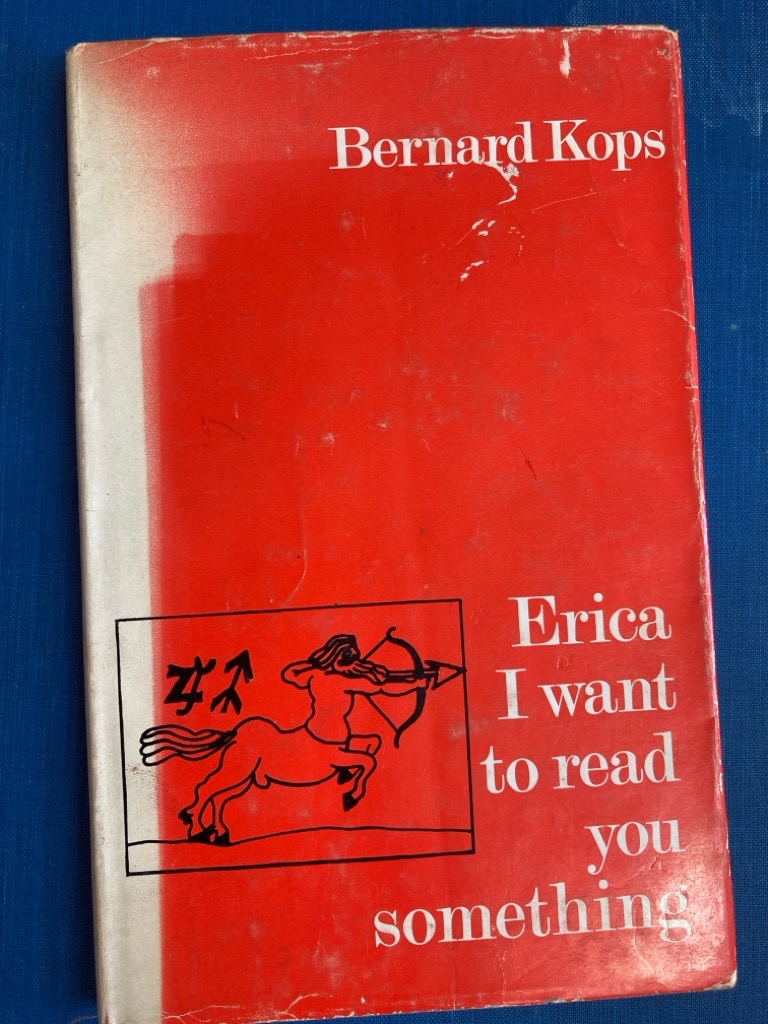 Bernard Kops
Erica
I want
to read
you
something